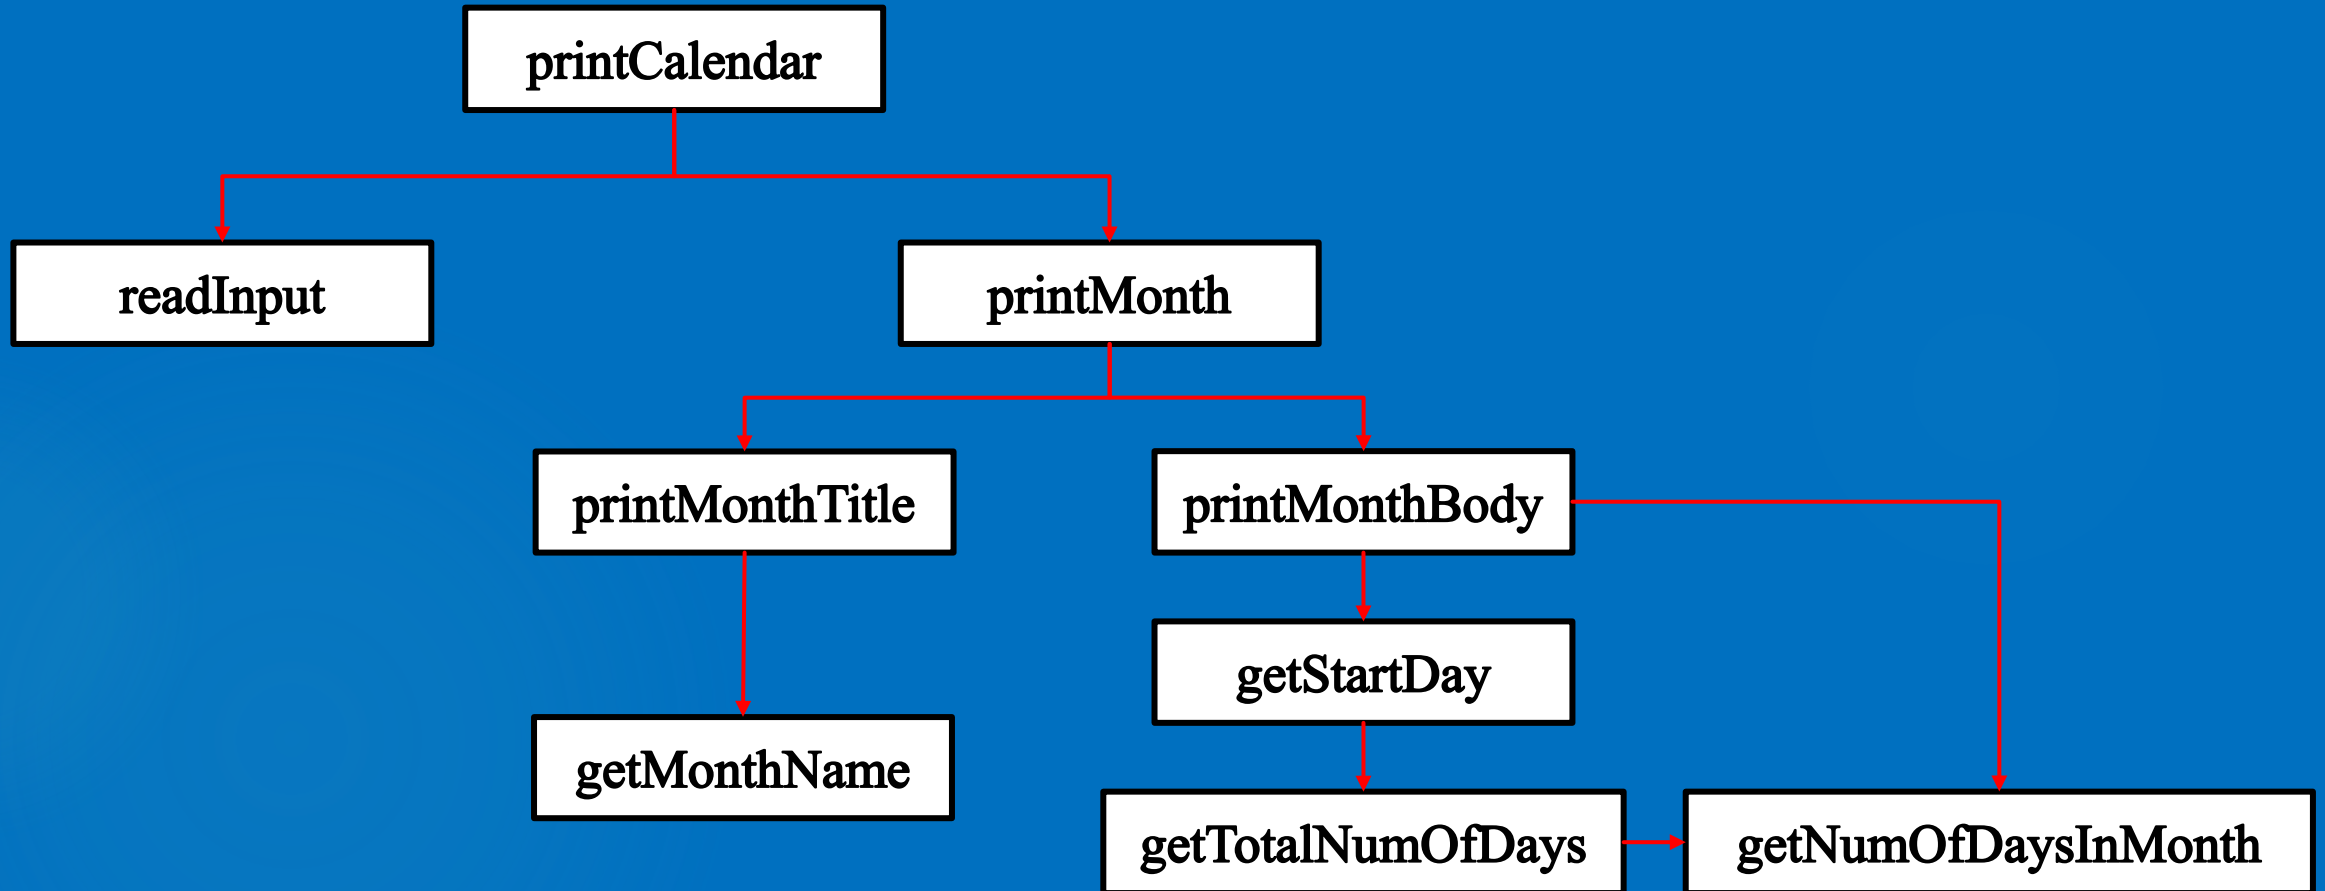 printCalendar
readInput
printMonth
printMonthTitle
printMonthBody
getStartDay
getMonthName
getTotalNumOfDays
getNumOfDaysInMonth